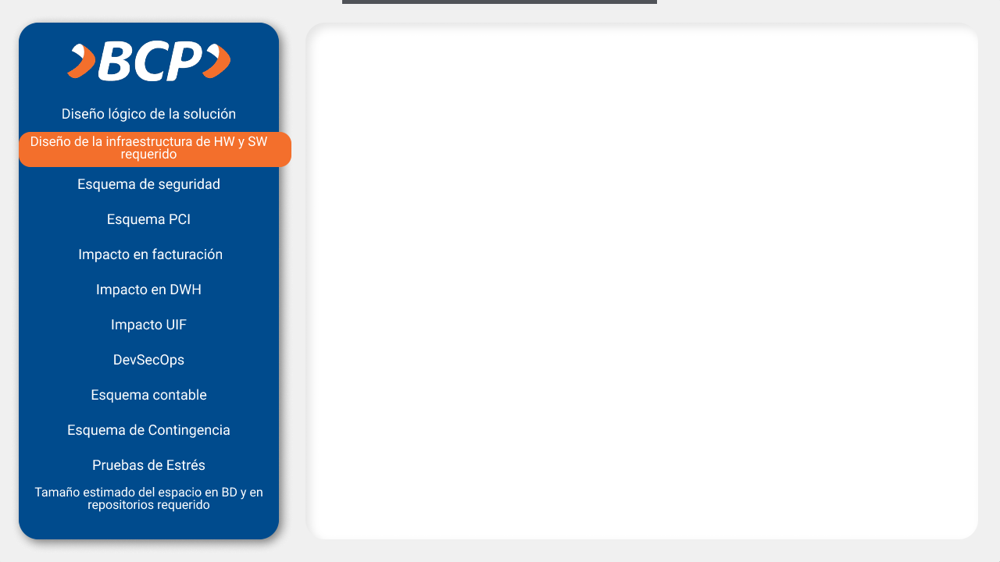 BCP
Diseño lógico de la solución
Diseño de la infraestructura de HW y SW
requerido
Esquema de seguridad
Esquema PCI
Impacto en facturación
Impacto en DWH
Impacto UIF
DevSecOps
Esquema contable
Esquema de Contingencia
Pruebas de Estrés
Tamaño estimado del espacio en BD y en
repositorios requerido